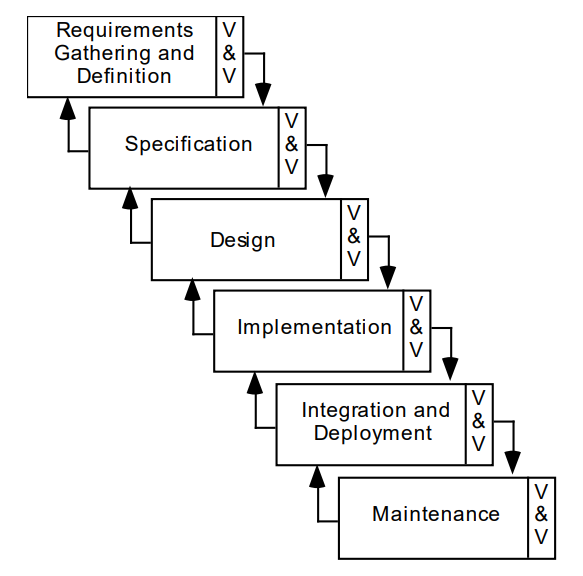 Requirements
Gathering and
Definition
V
&
V
Specification
V
&
V
Design
V
&
V
Implementation
V
&
V
Integration and
Deployment
V
&
V
Maintenance
V
&
V